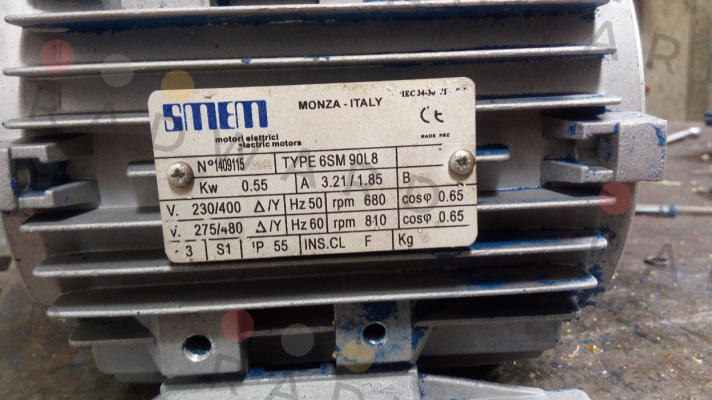 SMEM
MONZA - ITALY
IEC 34-
motori elettrici
electric motors
CE
MADE
N° 1409115 TYPE 6SM 90L8
Kw 0.55 A 3.21/1.85 B
V. 230/400 Δ/Y Hz 50 rpm 680 cosφ 0.65
V. 275/480 Δ/Y Hz 60 rpm 810 cosφ 0.65
3 S1 IP 55 INS.CL F Kg